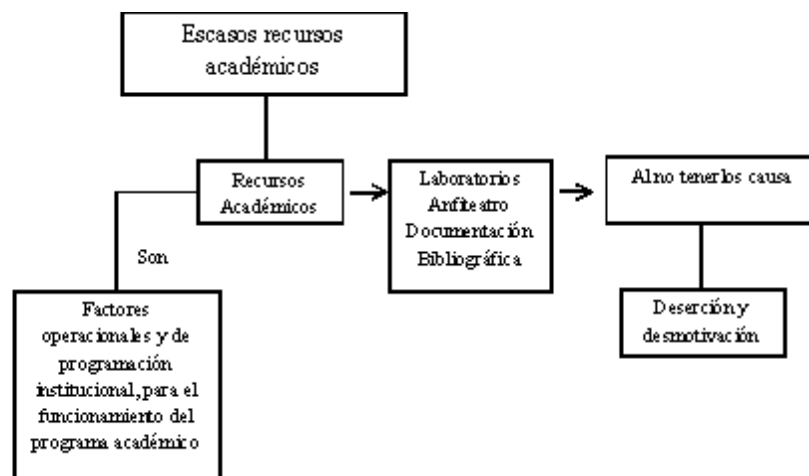 Escasos recursos
académicos
Recursos
Académicos
Laboratorios
Anfiteatro
Documentación
Bibliográfica
Al no tenerlos causa
Son
Factores
operacionales y de
programación
institucional, para el
funcionamiento del
programa académico
Deserción y
desmotivación